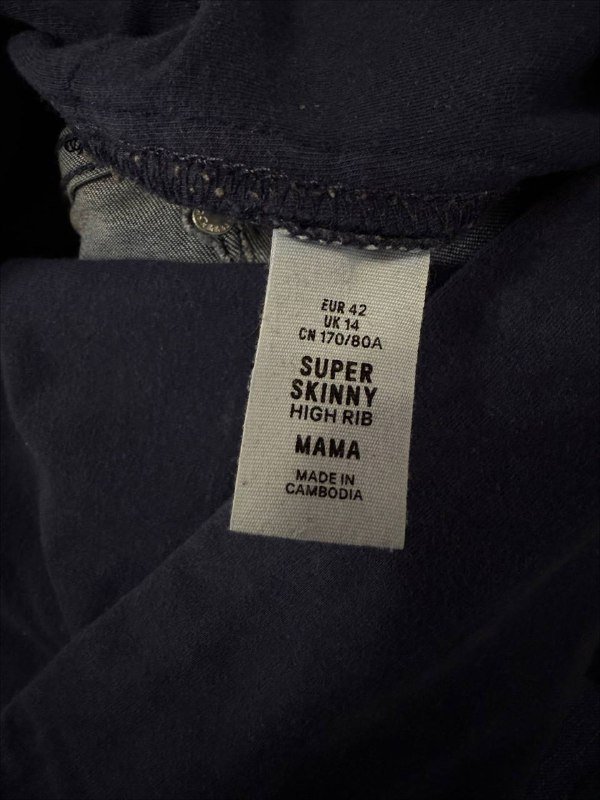 EUR 42
UK 14
CN 170/80A
SUPER
SKINNY
HIGH RIB
MAMA
MADE IN
CAMBODIA